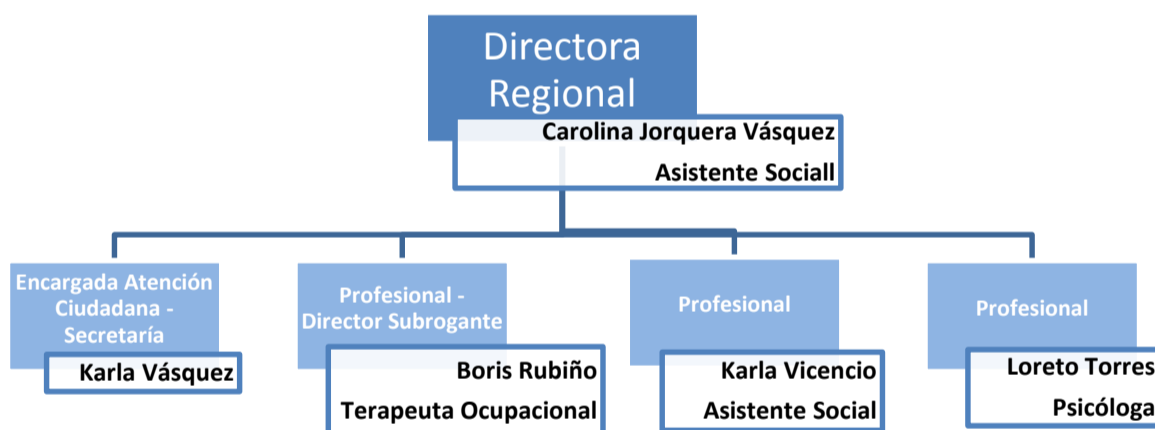 Directora
Regional
Carolina Jorquera Vásquez
Asistente Sociall
Encargada Atención
Ciudadana -
Secretaría
Karla Vásquez
Profesional -
Director Subrogante
Boris Rubiño
Terapeuta Ocupacional
Profesional
Karla Vicencio
Asistente Social
Profesional
Loreto Torres
Psicóloga